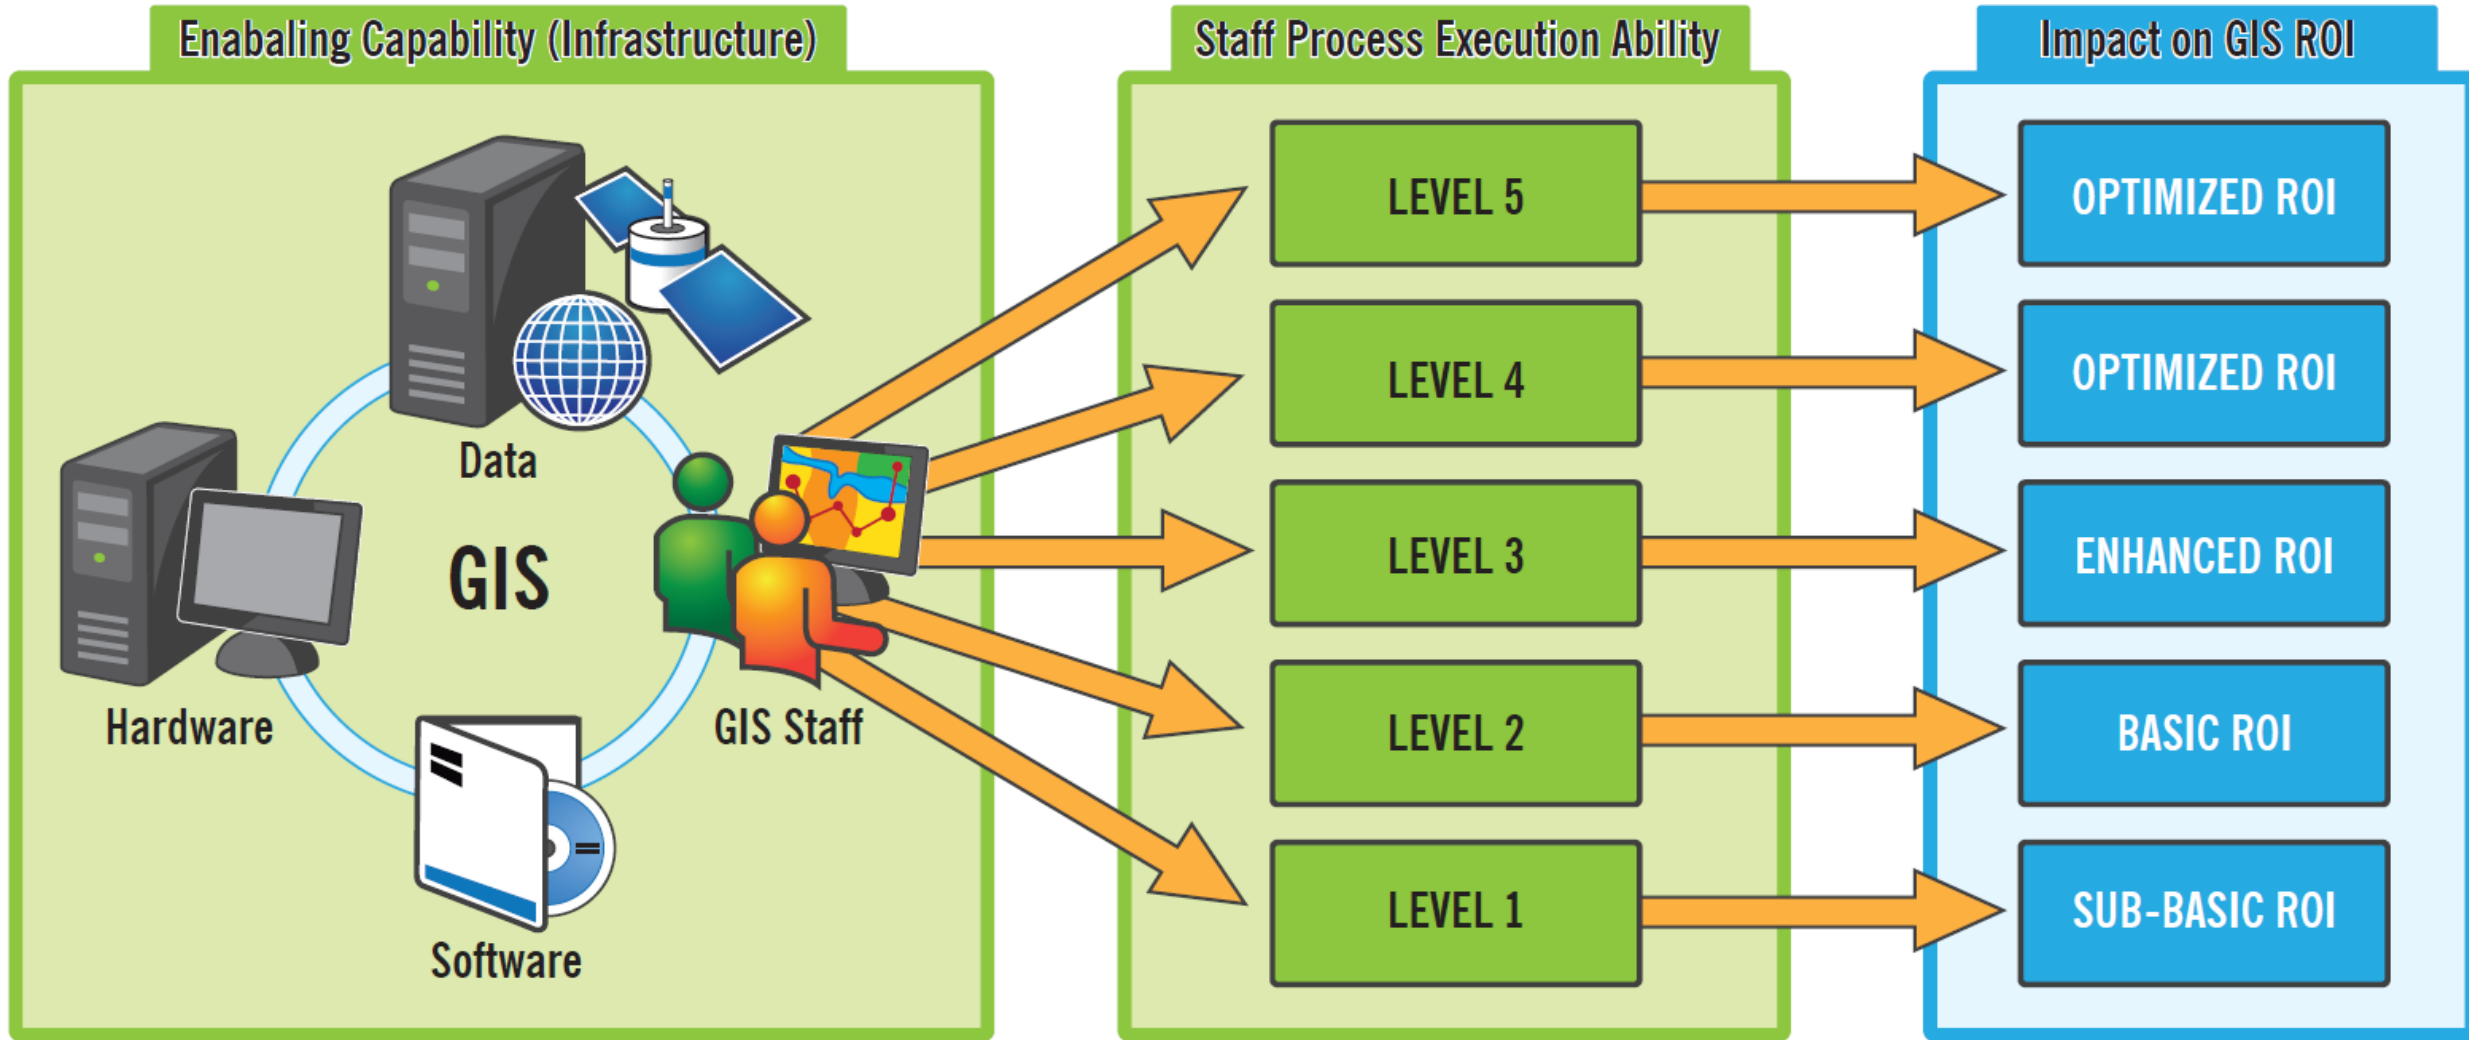 Enabaling Capability (Infrastructure)
Data
Hardware
GIS
GIS Staff
Software
Staff Process Execution Ability
LEVEL 5
LEVEL 4
LEVEL 3
LEVEL 2
LEVEL 1
Impact on GIS ROI
OPTIMIZED ROI
OPTIMIZED ROI
ENHANCED ROI
BASIC ROI
SUB-BASIC ROI